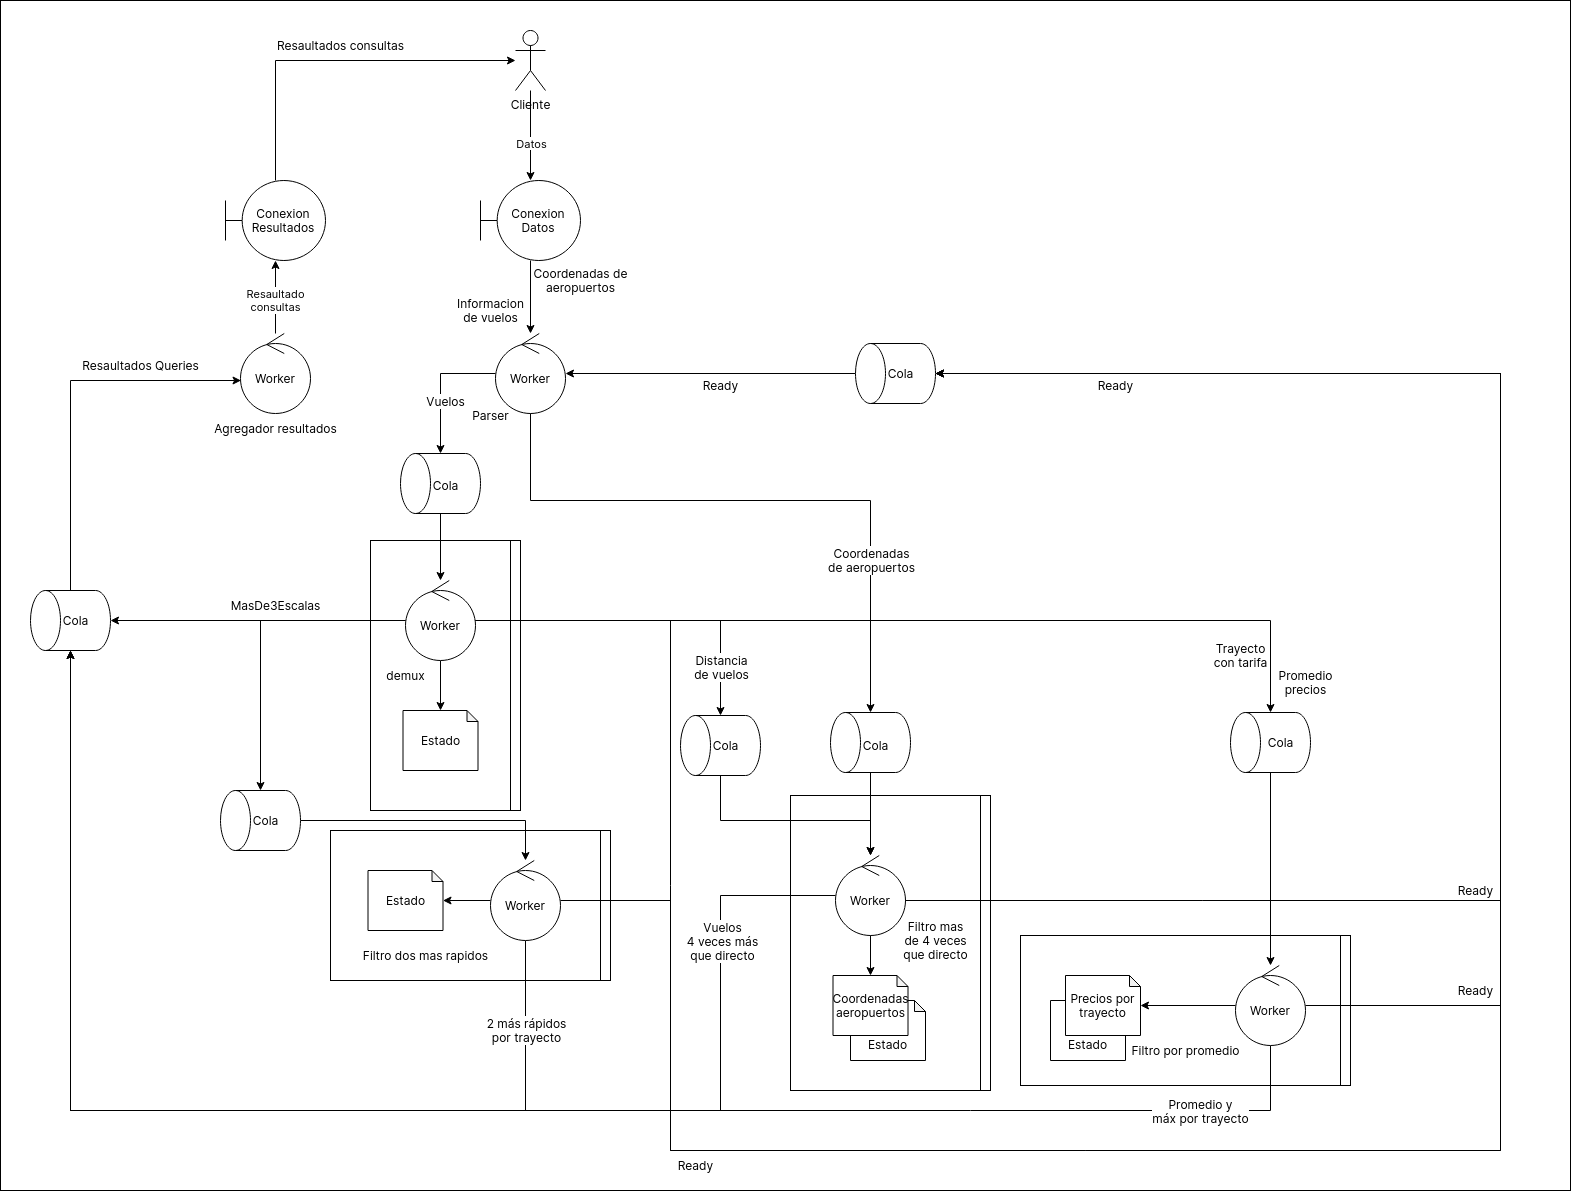 Resaultados consultas
Cliente
Datos
Conexion
Resultados
Conexion
Datos
Coordenadas de
aeropuertos
Informacion
de vuelos
Resaultado
consultas
Resaultados Queries
Worker
Agregador resultados
Worker
Parser
Vuelos
Ready
Cola
Ready
Cola
Coordenadas
de aeropuertos
Cola
MasDe3Escalas
Worker
demux
Estado
Distancia
de vuelos
Trayecto
con tarifa
Promedio
precios
Cola
Cola
Cola
Cola
Estado
Worker
Filtro dos mas rapidos
Worker
Ready
Vuelos
4 veces más
que directo
Filtro mas
de 4 veces
que directo
Coordenadas
aeropuertos
Estado
Precios por
trayecto
Estado
Filtro por promedio
Worker
Ready
2 más rápidos
por trayecto
Promedio y
máx por trayecto
Ready